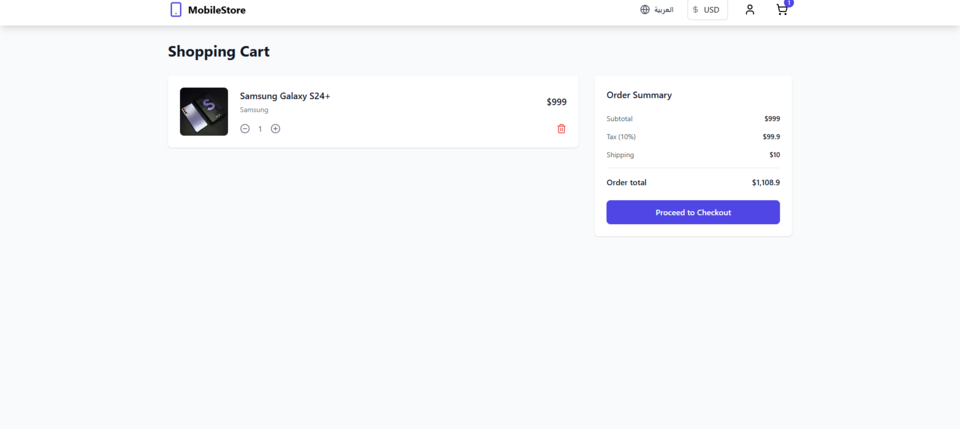 MobileStore
العربية
$ USD
1
Shopping Cart
Samsung Galaxy S24+
Samsung
$999
1
Order Summary
Subtotal $999
Tax (10%) $99.9
Shipping $10
Order total $1,108.9
Proceed to Checkout